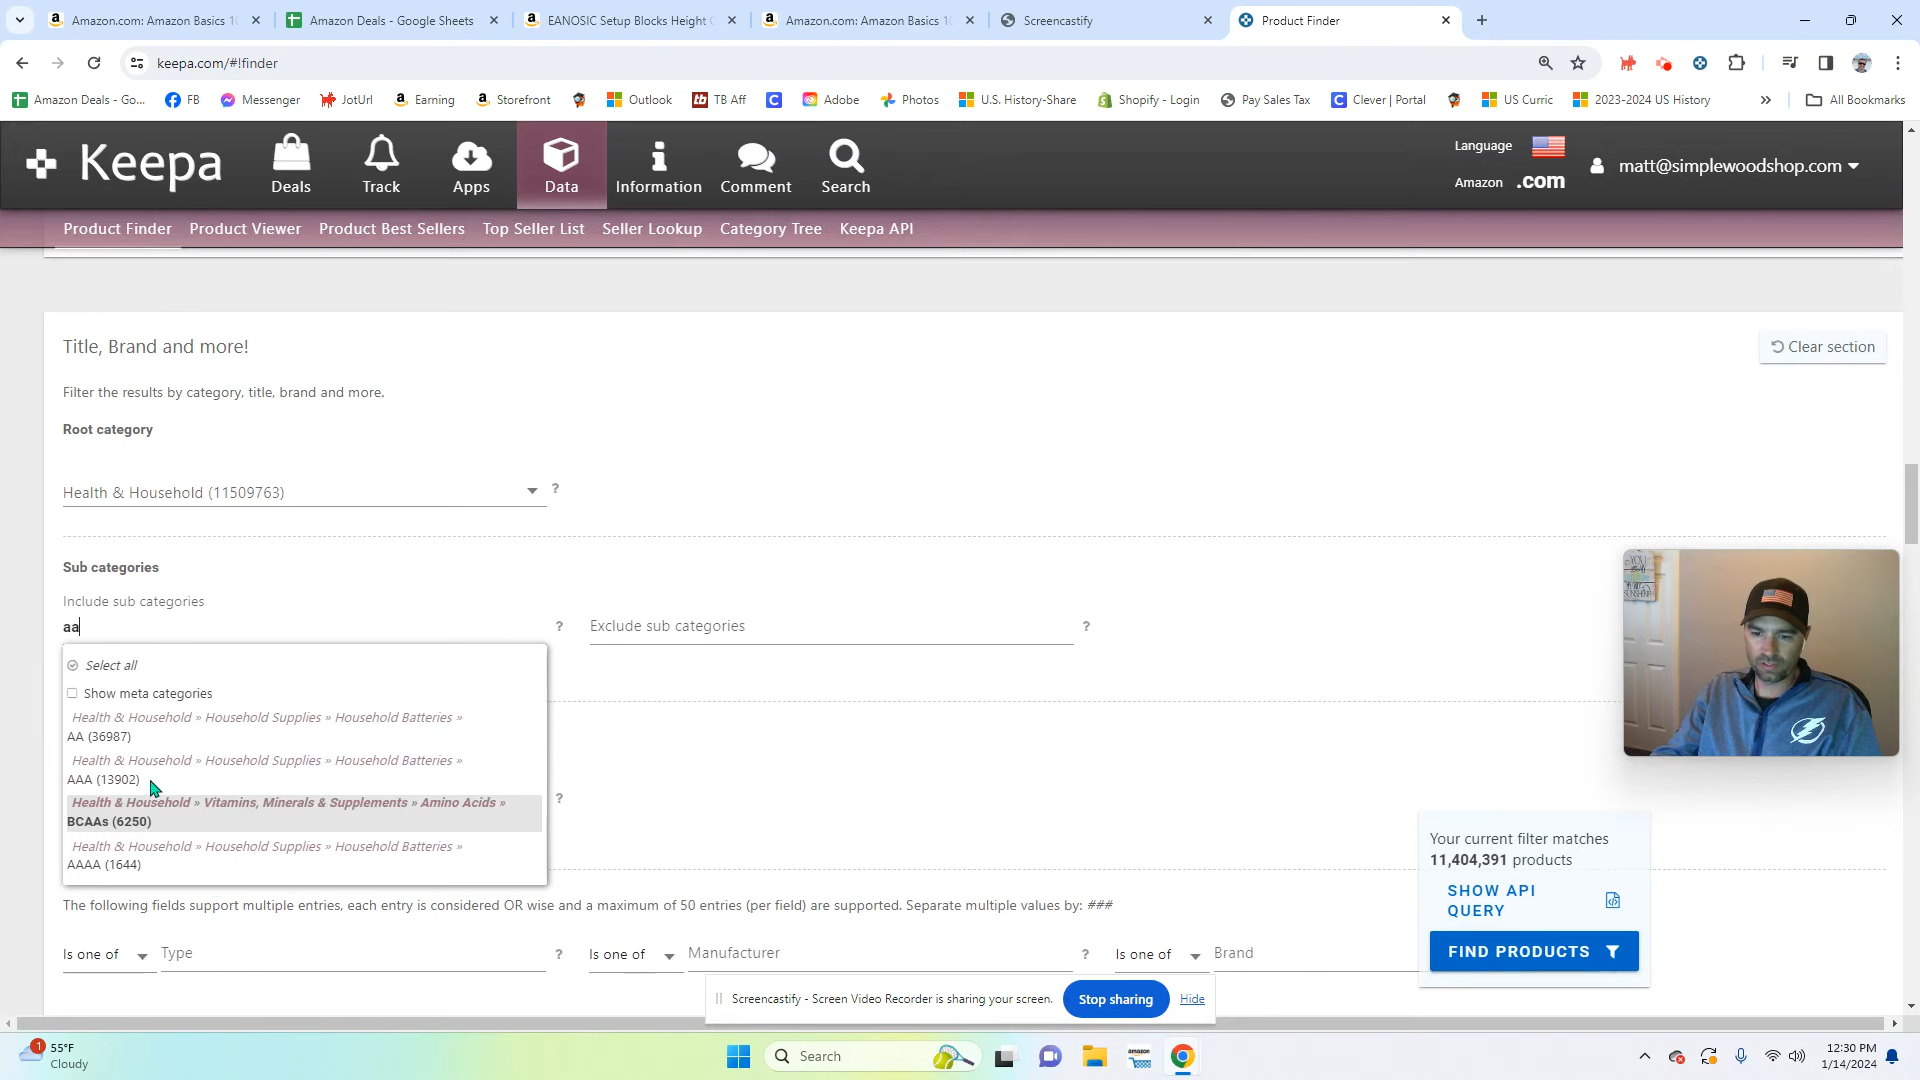 Amazon.com: Amazon Basics 10
Amazon Deals - Google Sheets
EANOSIC Setup Blocks Height G
Amazon.com: Amazon Basics 10
Screencastify
Product Finder
keepa.com/#!finder
Amazon Deals - Go...
FB
Messenger
JotUrl
Earning
Storefront
Outlook
TB Aff
Adobe
Photos
U.S. History-Share
Shopify - Login
Pay Sales Tax
Clever | Portal
US Curric
2023-2024 US History
»
All Bookmarks
Keepa
Deals
Track
Apps
Data
Information
Comment
Search
Language
Amazon .com
matt@simplewoodshop.com
Product Finder
Product Viewer
Product Best Sellers
Top Seller List
Seller Lookup
Category Tree
Keepa API
Title, Brand and more!
Clear section
Filter the results by category, title, brand and more.
Root category
Health & Household (11509763)
?
Sub categories
Include sub categories
aa
?
Exclude sub categories
?
Select all
Show meta categories
Health & Household » Household Supplies » Household Batteries »
AA (36987)
Health & Household » Household Supplies » Household Batteries »
AAA (13902)
Health & Household » Vitamins, Minerals & Supplements » Amino Acids »
BCAAs (6250)
Health & Household » Household Supplies » Household Batteries »
AAAA (1644)
?
Your current filter matches
11,404,391 products
SHOW API
QUERY
FIND PRODUCTS
The following fields support multiple entries, each entry is considered OR wise and a maximum of 50 entries (per field) are supported. Separate multiple values by: ###
Is one of
Type
?
Is one of
Manufacturer
?
Is one of
Brand
Screencastify - Screen Video Recorder is sharing your screen.
Stop sharing
Hide
1
55°F
Cloudy
Search
12:30 PM
1/14/2024